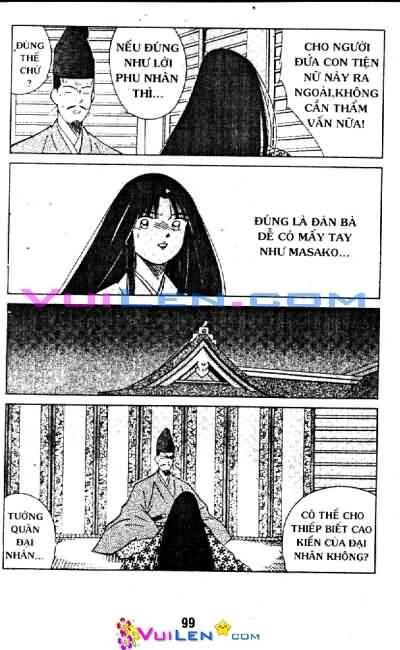 CHO NGƯỜI
ĐỨA CON TIỆN
NỮ NÀY RA
NGOÀI, KHÔNG
CẦN THẨM
VẤN NỮA!
NẾU ĐÚNG
NHƯ LỜI
PHU NHÂN
THÌ...
ĐÚNG
THẾ
CHỨ
?
ĐÚNG LÀ ĐÀN BÀ
DỄ CÓ MẤY TAY
NHƯ MASAKO...
VUILEN.COM
CÓ THỂ CHO
THIẾP BIẾT CAO
KIẾN CỦA ĐẠI
NHÂN KHÔNG?
TƯỚNG
QUÂN
ĐẠI
NHÂN...
99
VUILEN.COM